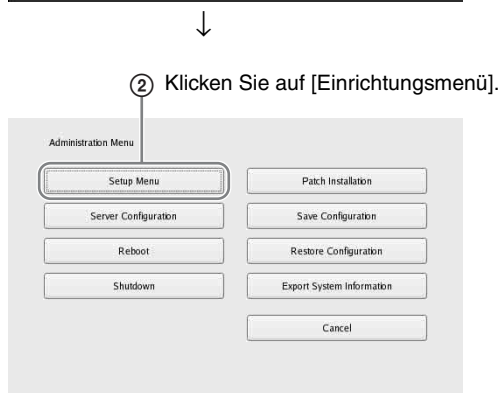 ↓
② Klicken Sie auf [Einrichtungsmenü].
Administration Menu
Setup Menu
Patch Installation
Server Configuration
Save Configuration
Reboot
Restore Configuration
Shutdown
Export System Information
Cancel